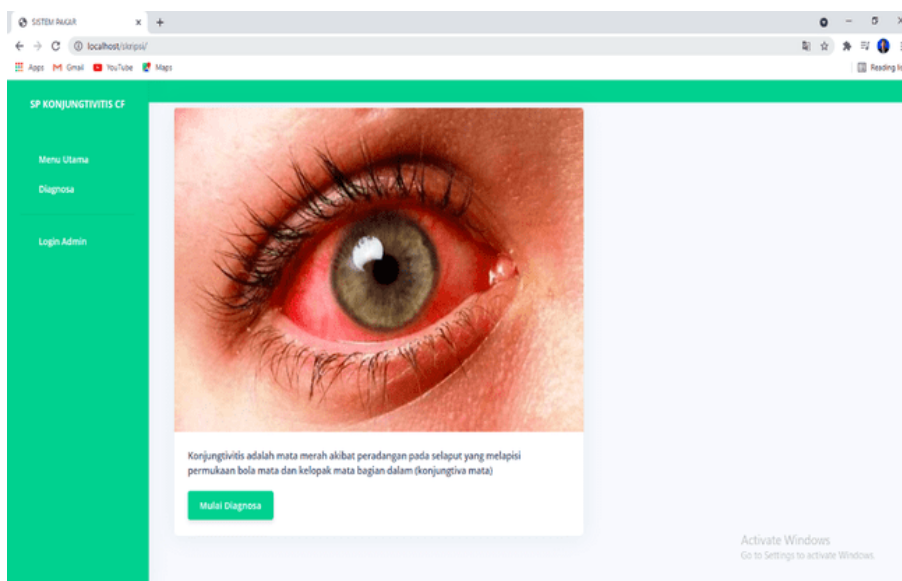 SISTEM PAKAR
localhost/skripsi/
Apps Gmail YouTube Maps
Reading li
SP KONJUNGTIVITIS CF
Menu Utama
Diagnosa
Login Admin
Konjungtivitis adalah mata merah akibat peradangan pada selaput yang melapisi
permukaan bola mata dan kelopak mata bagian dalam (konjungtiva mata)
Mulai Diagnosa
Activate Windows
Go to Settings to activate Windows.